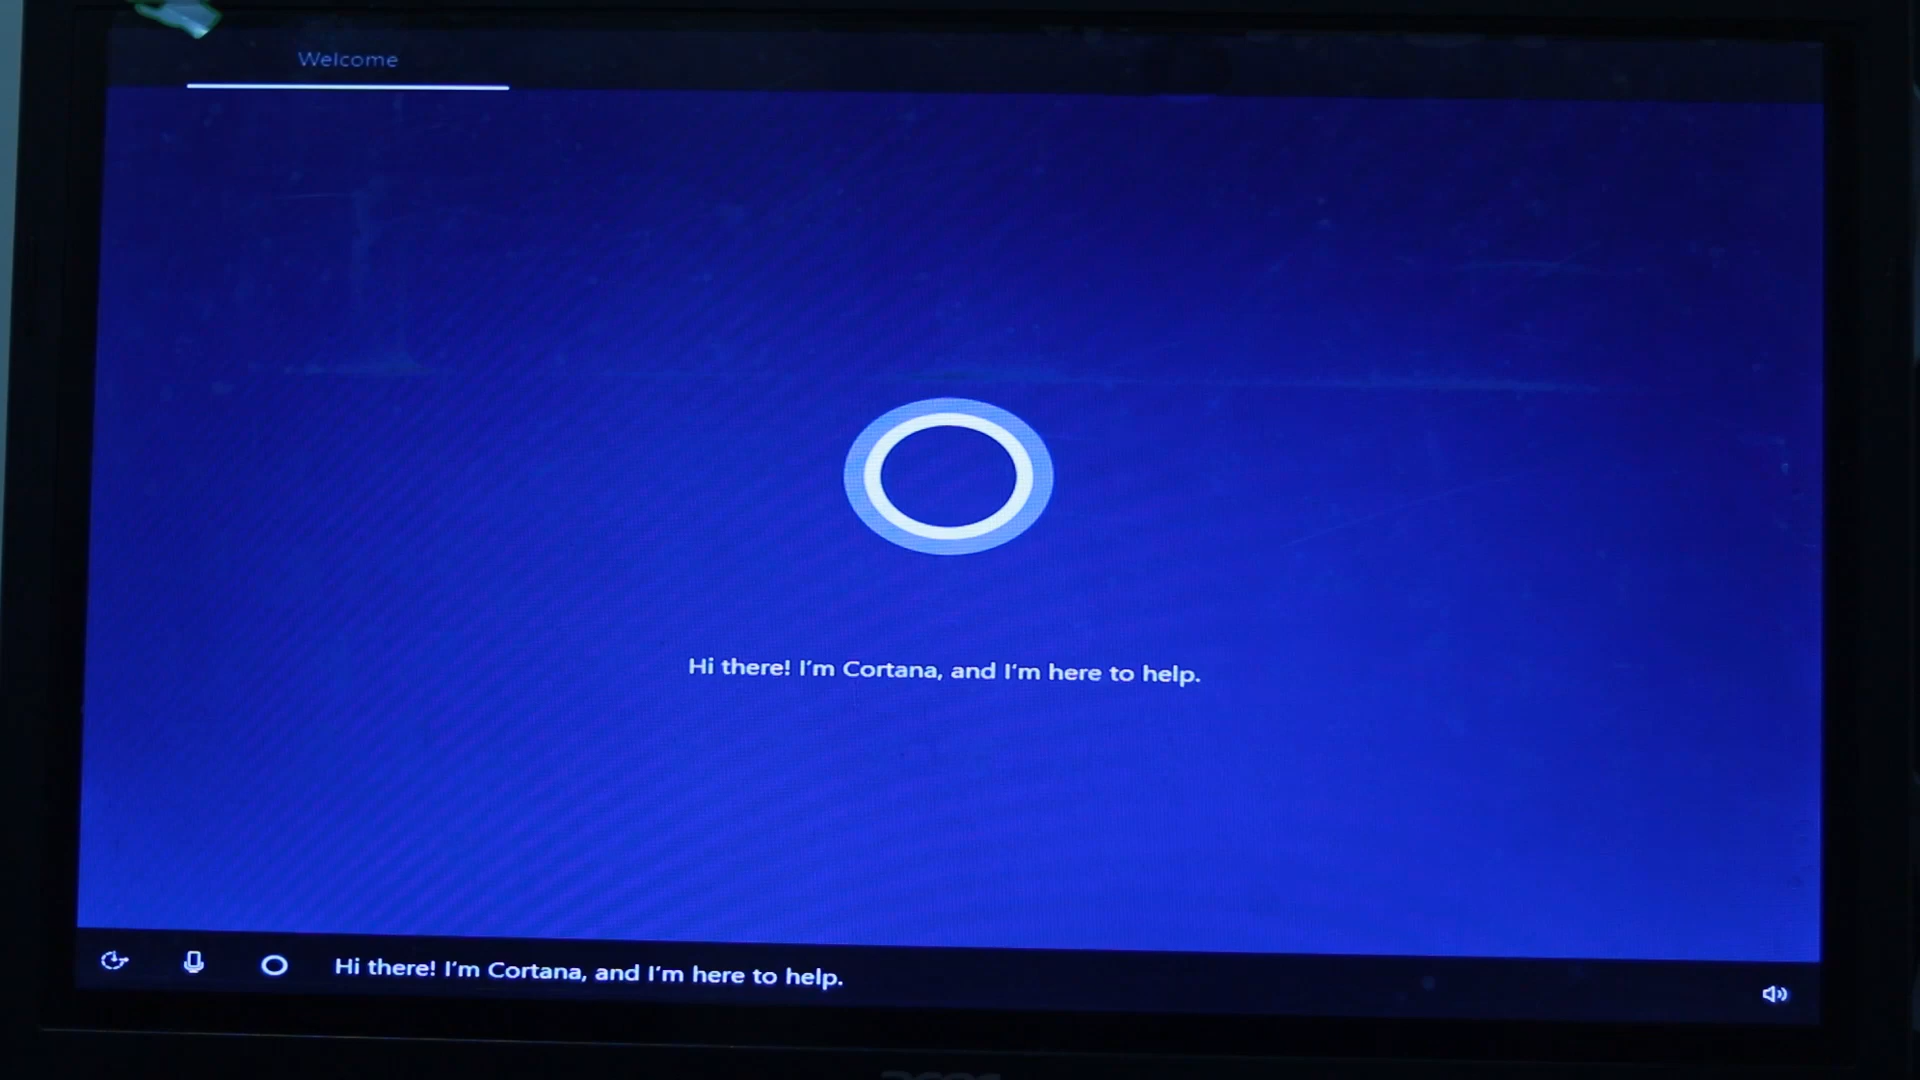 Welcome
Hi there! I'm Cortana, and I'm here to help.
Hi there! I'm Cortana, and I'm here to help.